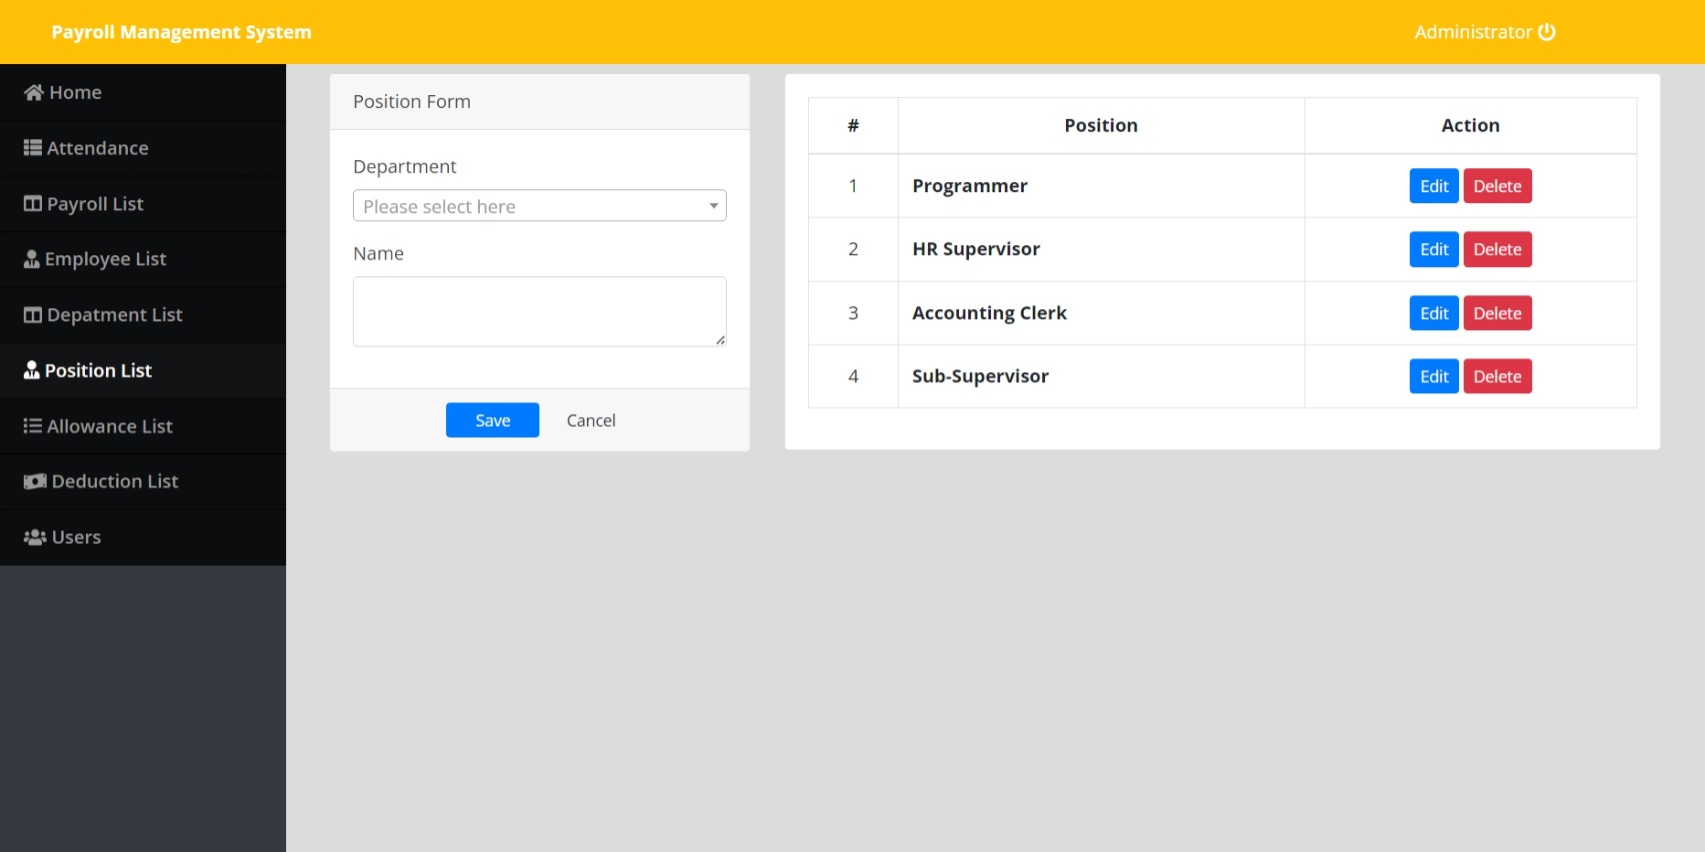 Payroll Management System
Administrator
Home
Attendance
Payroll List
Employee List
Depatment List
Position List
Allowance List
Deduction List
Users
Position Form
Department
Please select here
Name
Save Cancel
# Position Action
1 Programmer Edit Delete
2 HR Supervisor Edit Delete
3 Accounting Clerk Edit Delete
4 Sub-Supervisor Edit Delete